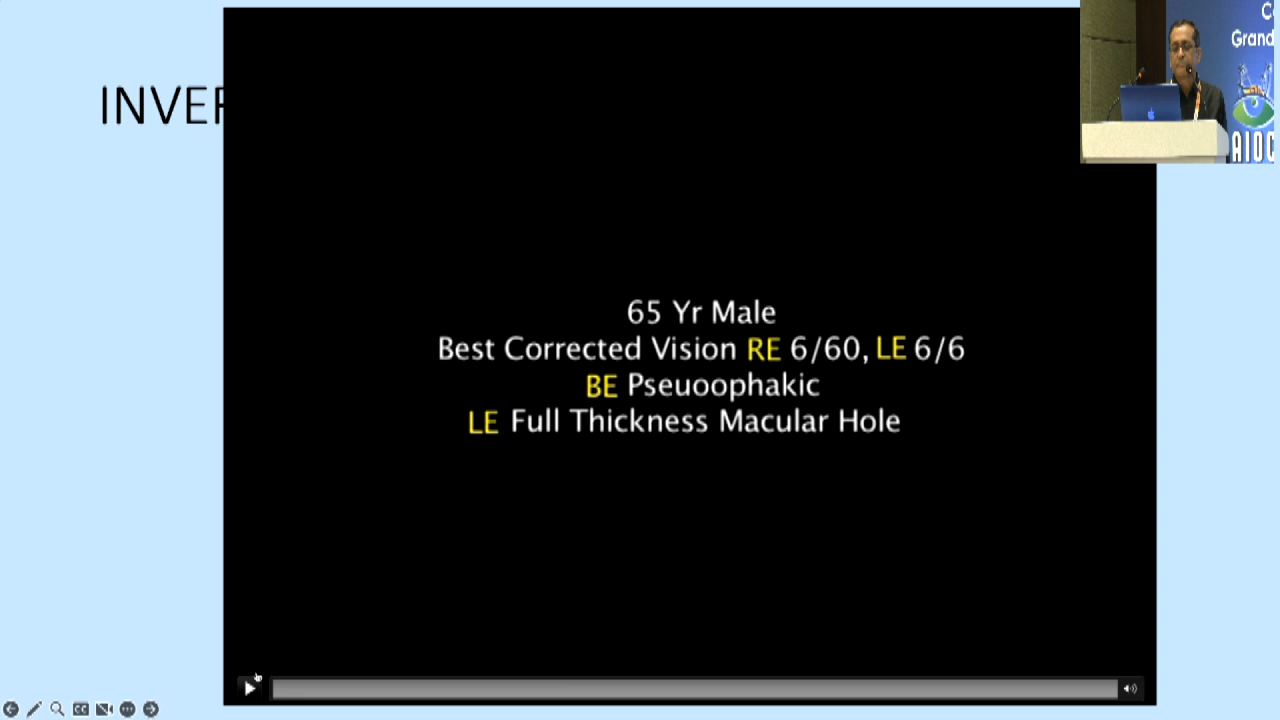 INVER
65 Yr Male
Best Corrected Vision RE 6/60, LE 6/6
BE Pseuoophakic
LE Full Thickness Macular Hole
C
Grand
AIOC
CC